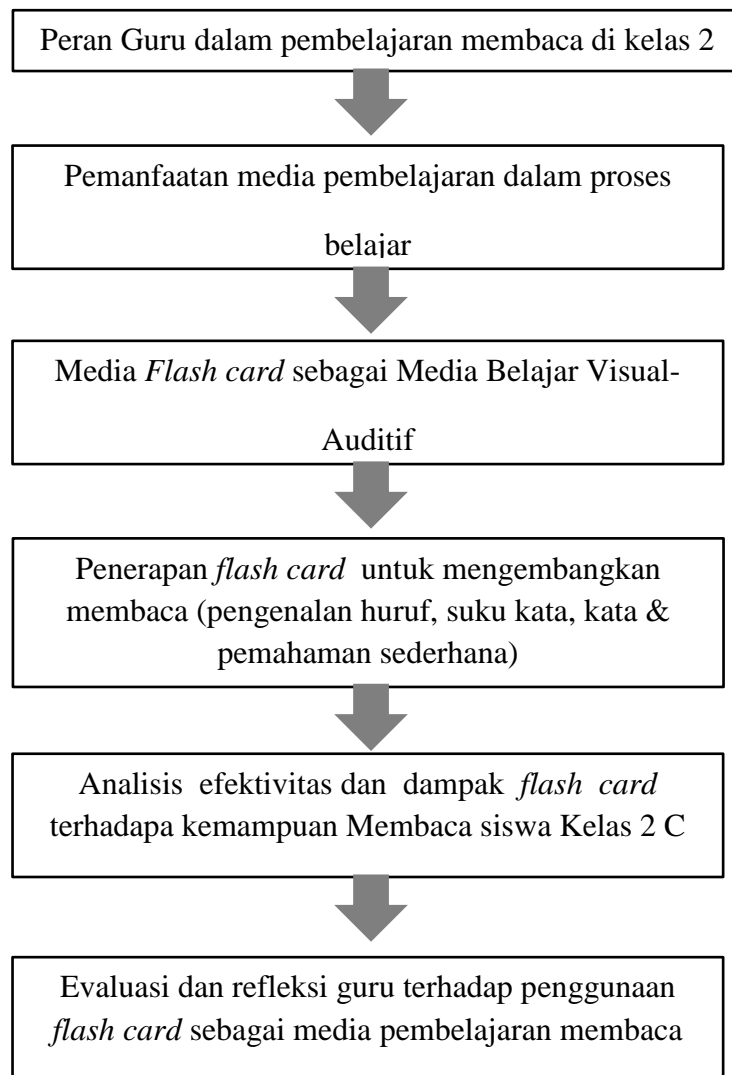 Peran Guru dalam pembelajaran membaca di kelas 2
Pemanfaatan media pembelajaran dalam proses
belajar
Media Flash card sebagai Media Belajar Visual-
Auditif
Penerapan flash card untuk mengembangkan
membaca (pengenalan huruf, suku kata, kata &
pemahaman sederhana)
Analisis efektivitas dan dampak flash card
terhadapa kemampuan Membaca siswa Kelas 2 C
Evaluasi dan refleksi guru terhadap penggunaan
flash card sebagai media pembelajaran membaca